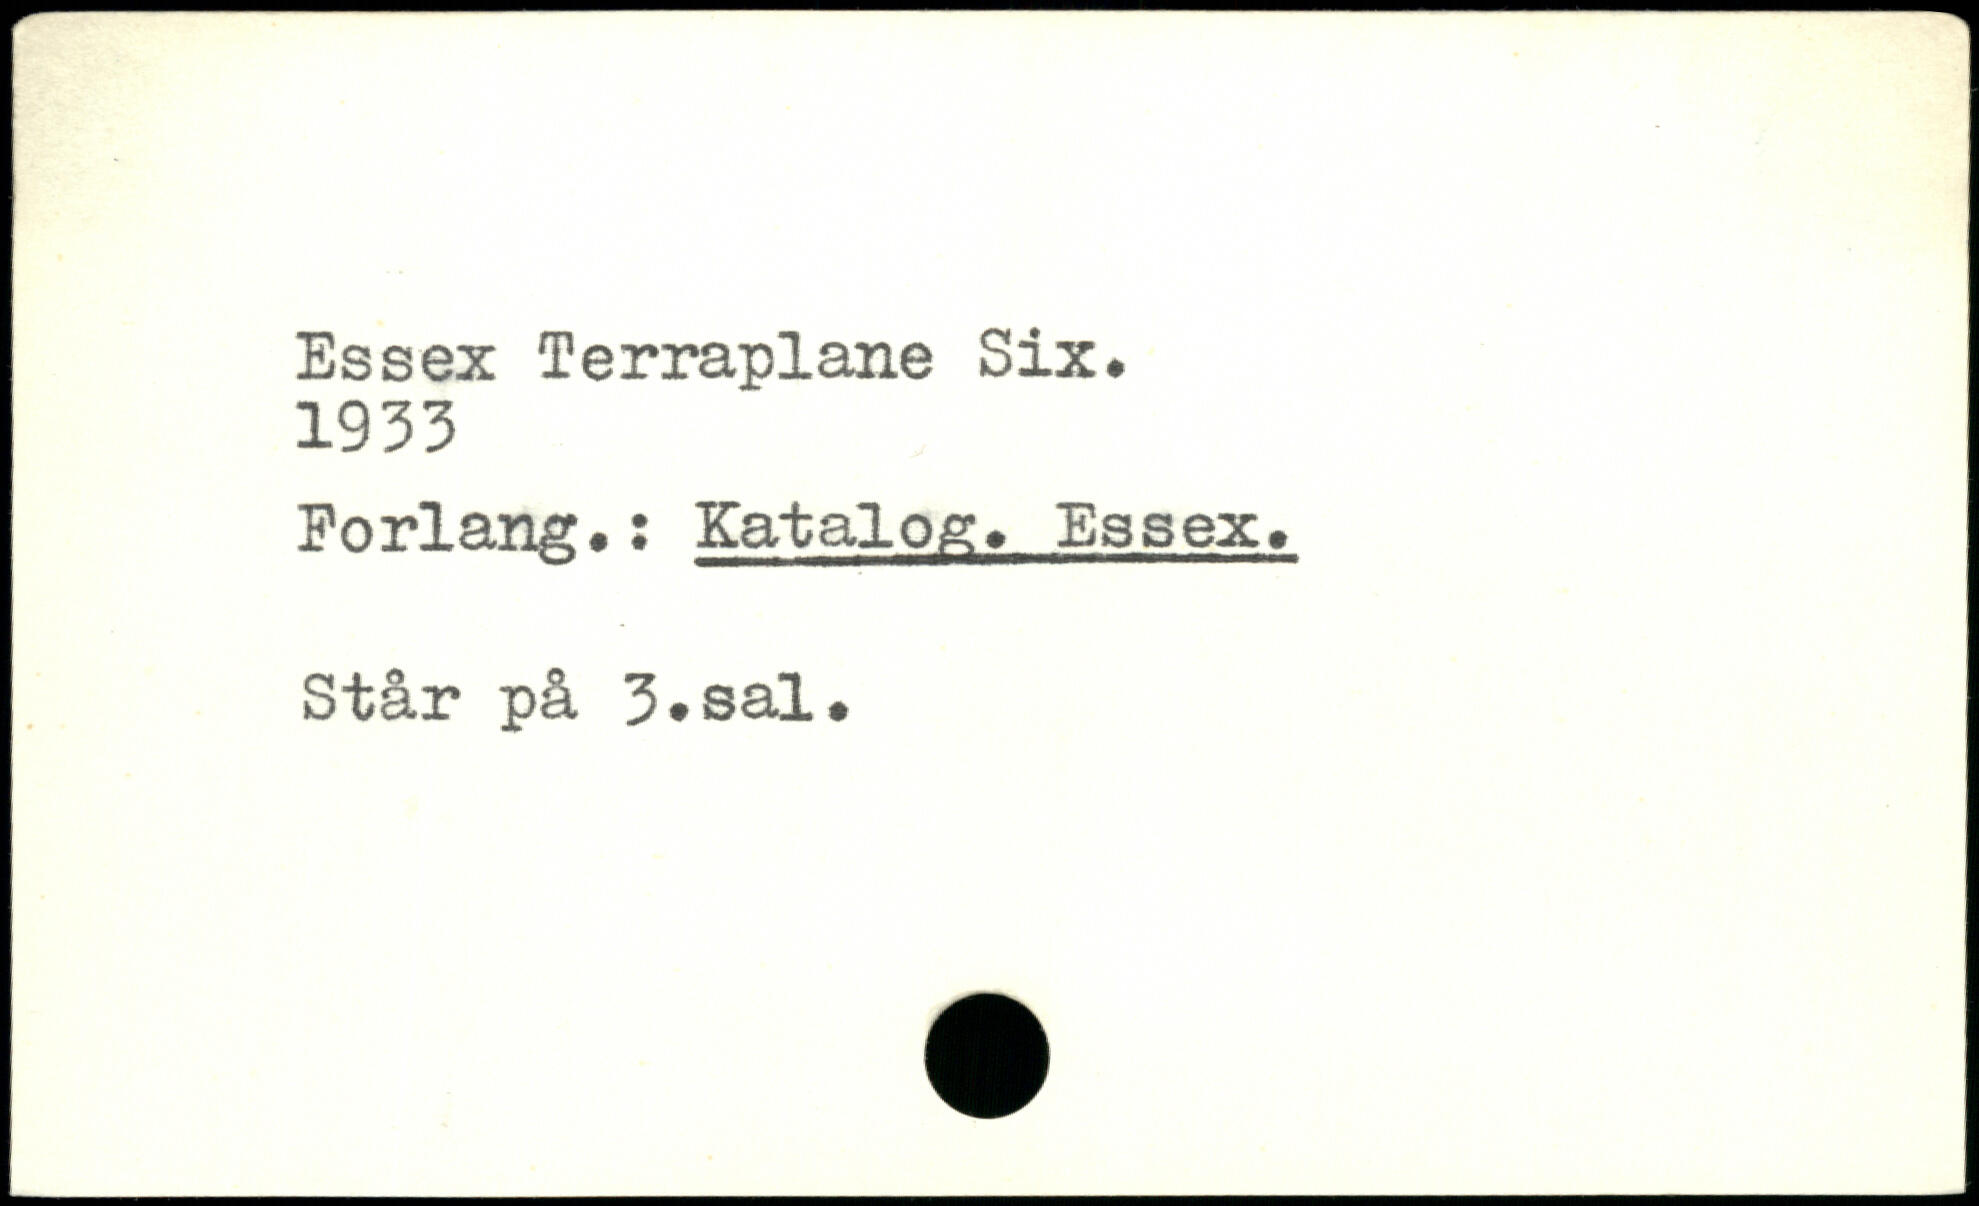 Essex Terraplane Six.
1933
Forlang.: Katalog. Essex.
Står på 3.sal.